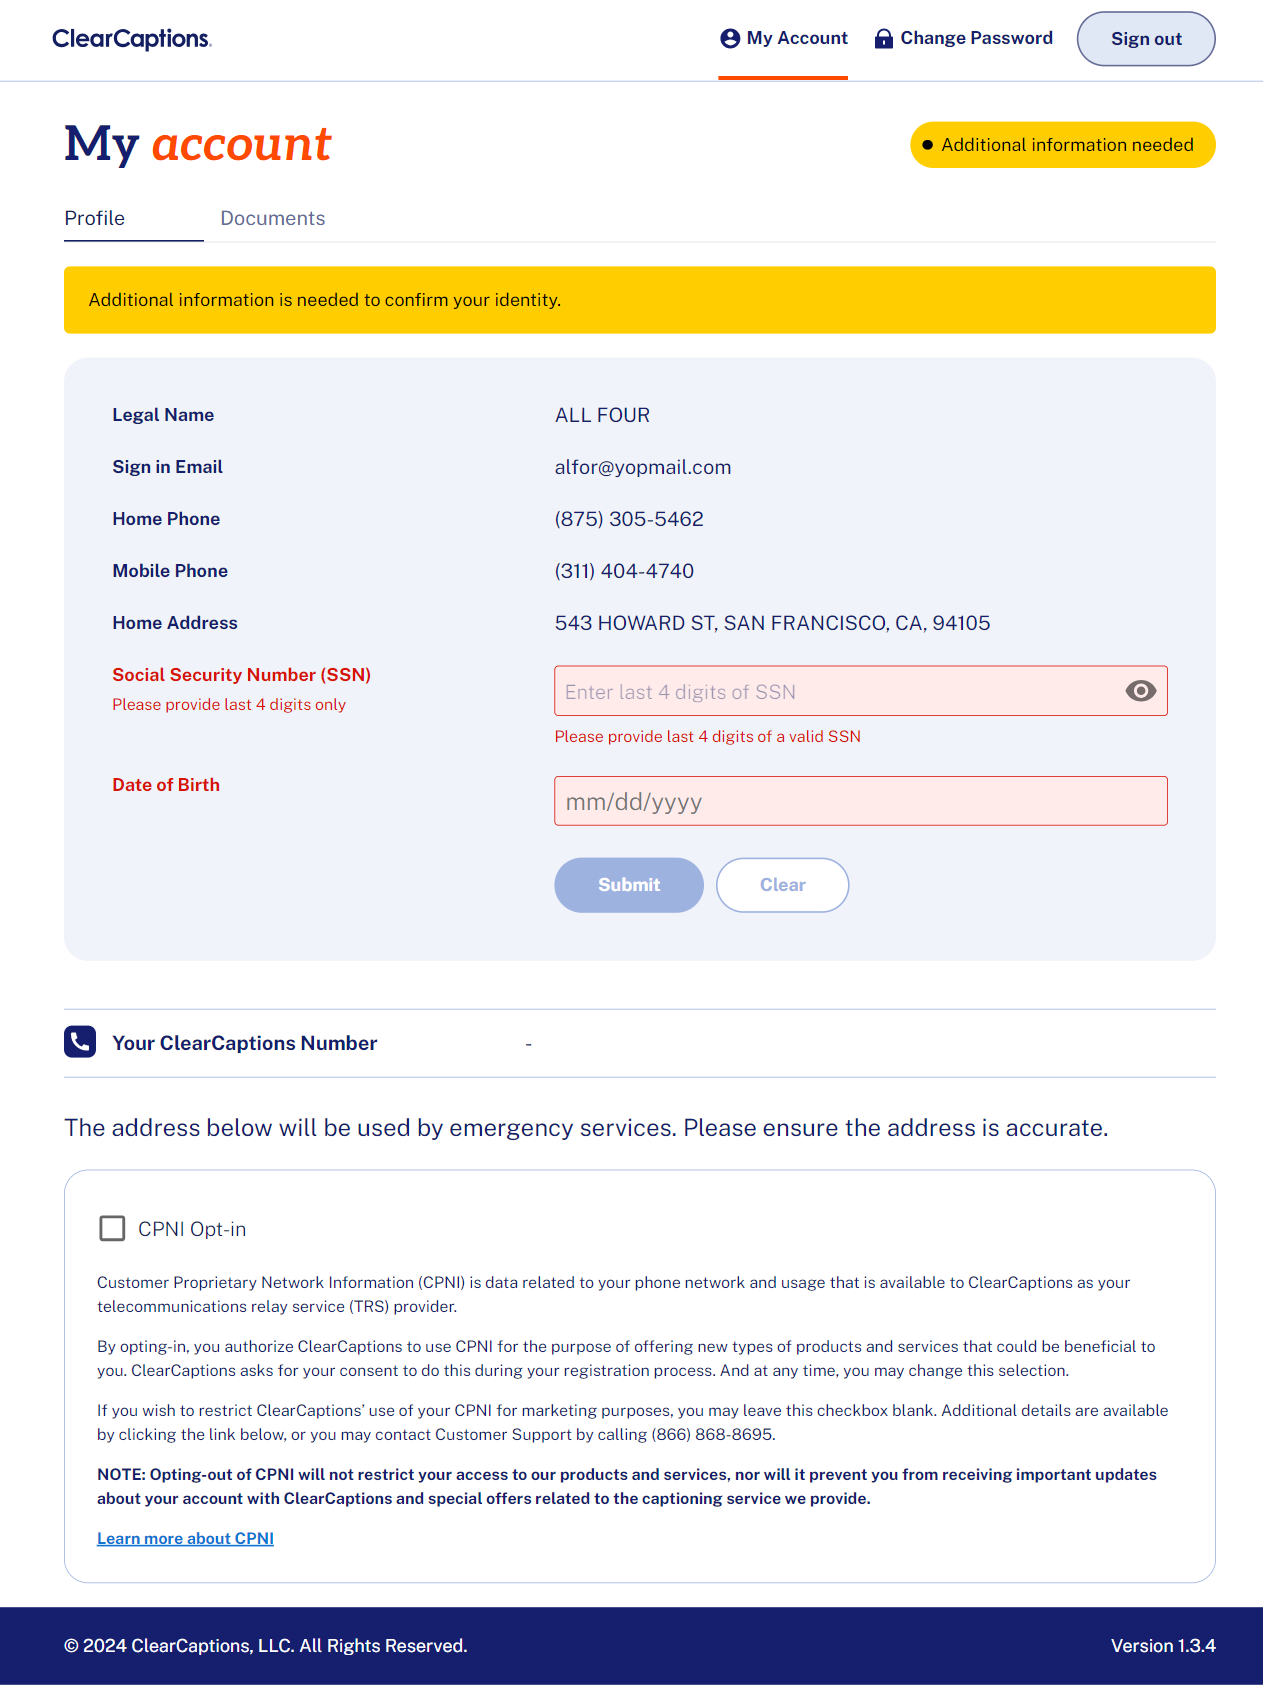 ClearCaptions.
My Account
Change Password
Sign out
My account
Additional information needed
Profile
Documents
Additional information is needed to confirm your identity.
Legal Name
ALL FOUR
Sign in Email
alfor@yopmail.com
Home Phone
(875) 305-5462
Mobile Phone
(311) 404-4740
Home Address
543 HOWARD ST, SAN FRANCISCO, CA, 94105
Social Security Number (SSN)
Please provide last 4 digits only
Enter last 4 digits of SSN
Please provide last 4 digits of a valid SSN
Date of Birth
mm/dd/yyyy
Submit
Clear
Your ClearCaptions Number
-
The address below will be used by emergency services. Please ensure the address is accurate.
CPNI Opt-in
Customer Proprietary Network Information (CPNI) is data related to your phone network and usage that is available to ClearCaptions as your
telecommunications relay service (TRS) provider.
By opting-in, you authorize ClearCaptions to use CPNI for the purpose of offering new types of products and services that could be beneficial to
you. ClearCaptions asks for your consent to do this during your registration process. And at any time, you may change this selection.
If you wish to restrict ClearCaptions’ use of your CPNI for marketing purposes, you may leave this checkbox blank. Additional details are available
by clicking the link below, or you may contact Customer Support by calling (866) 868-8695.
NOTE: Opting-out of CPNI will not restrict your access to our products and services, nor will it prevent you from receiving important updates
about your account with ClearCaptions and special offers related to the captioning service we provide.
Learn more about CPNI
© 2024 ClearCaptions, LLC. All Rights Reserved.
Version 1.3.4